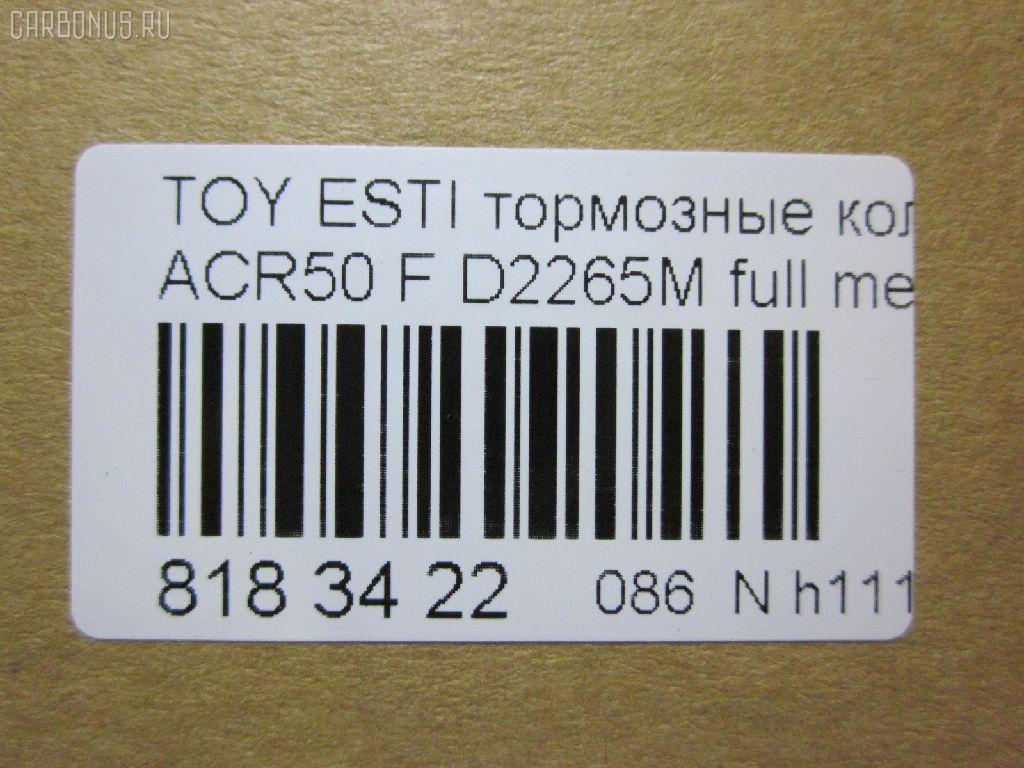 CARBONUS.RU
TOY ESTI тормозные кол
ACR50 F D2265M full me
818 34 22 086 N h111